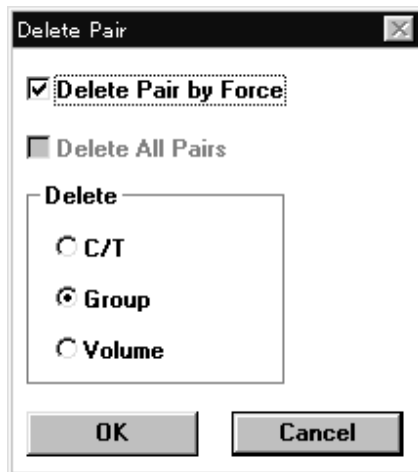 Delete Pair
Delete Pair by Force
Delete All Pairs
Delete
C/T
Group
Volume
OK
Cancel